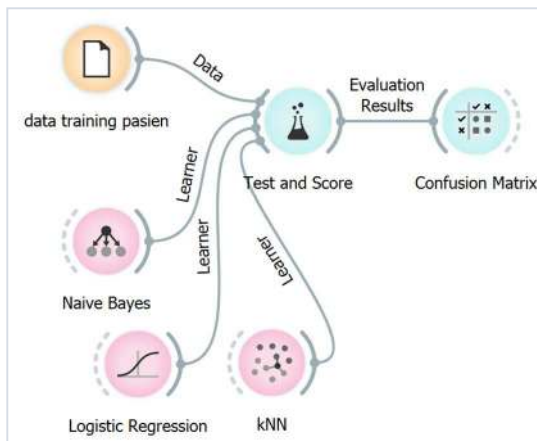 Data
Evaluation
Results
data training pasien
Test and Score
Confusion Matrix
Learner
Learner
Learner
Naive Bayes
Logistic Regression
kNN